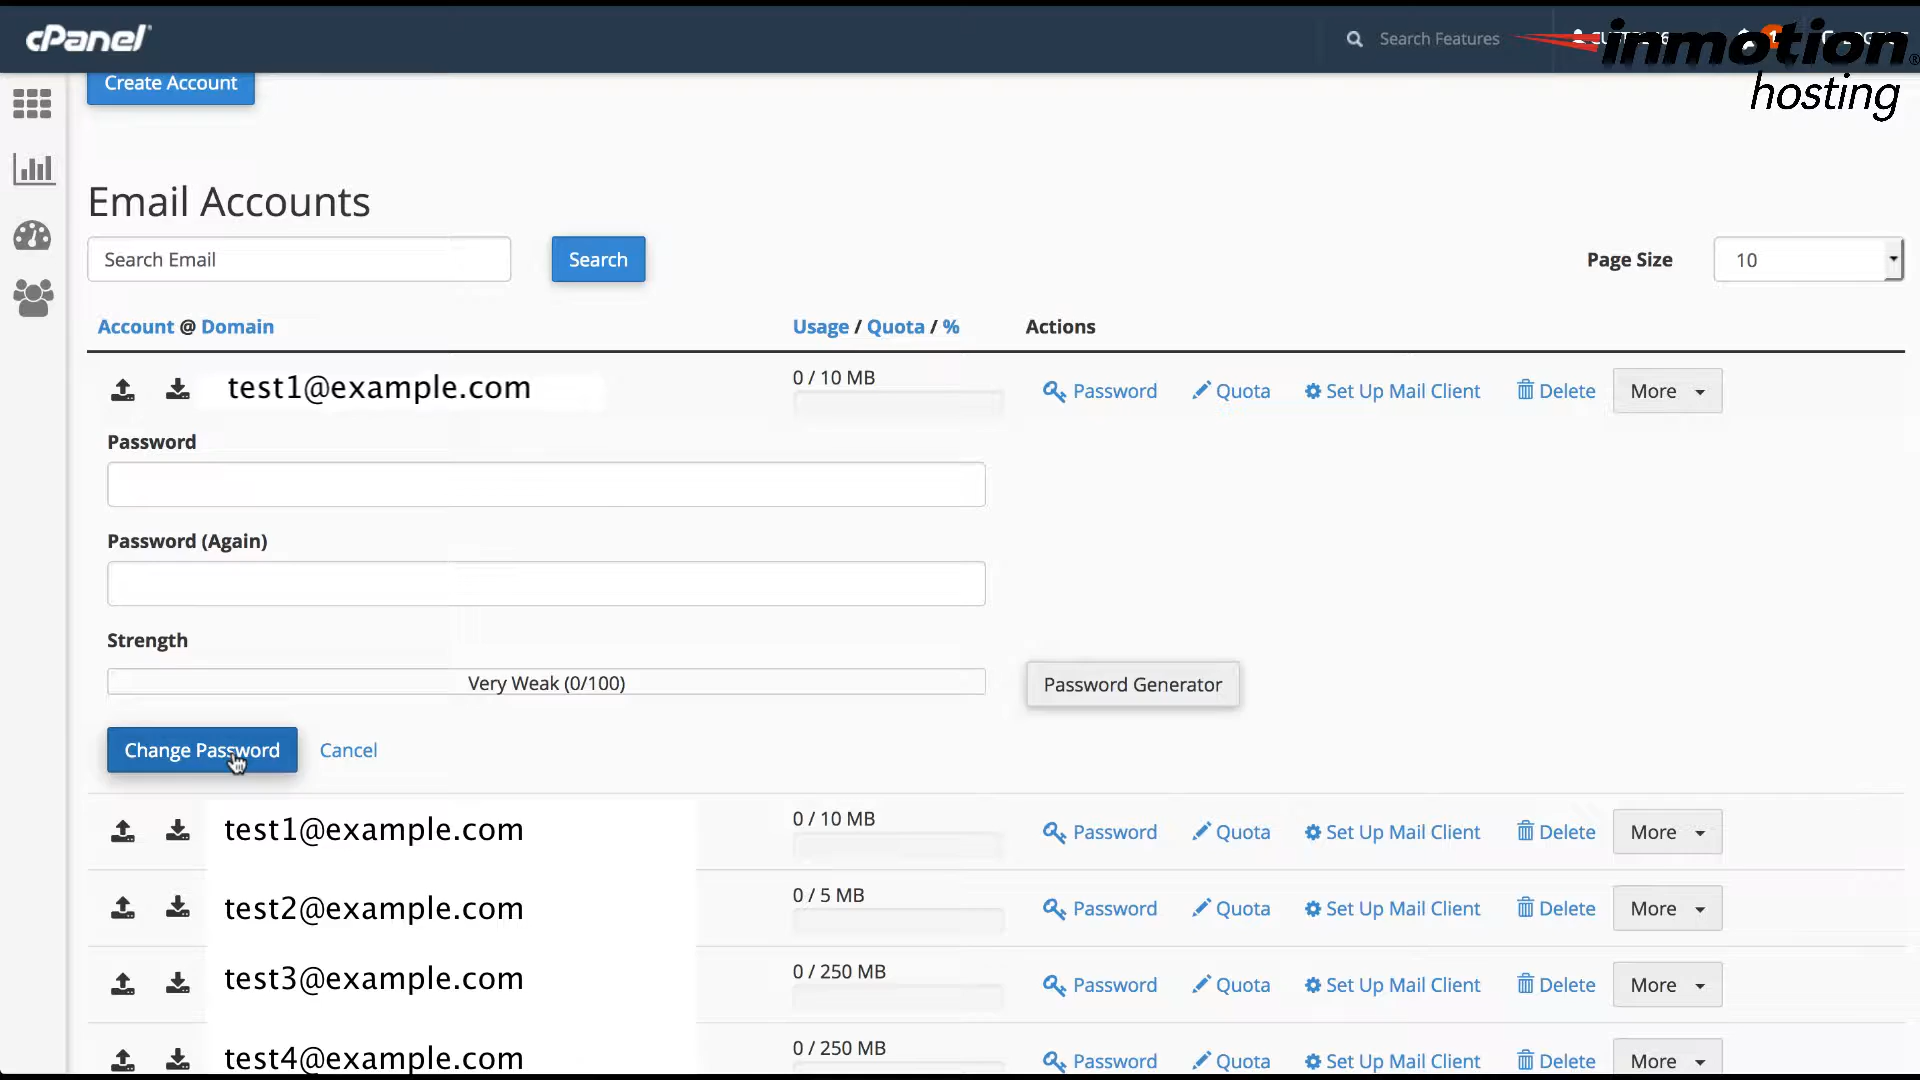 cPanel
Search Features
inmotion®
hosting
Create Account
Email Accounts
Search Email
Search
Page Size
10
Account @ Domain
Usage / Quota / %
Actions
test1@example.com
0 / 10 MB
Password
Quota
Set Up Mail Client
Delete
More
Password
Password (Again)
Strength
Very Weak (0/100)
Password Generator
Change Password
Cancel
test1@example.com
0 / 10 MB
Password
Quota
Set Up Mail Client
Delete
More
test2@example.com
0 / 5 MB
Password
Quota
Set Up Mail Client
Delete
More
test3@example.com
0 / 250 MB
Password
Quota
Set Up Mail Client
Delete
More
test4@example.com
0 / 250 MB
Password
Quota
Set Up Mail Client
Delete
More